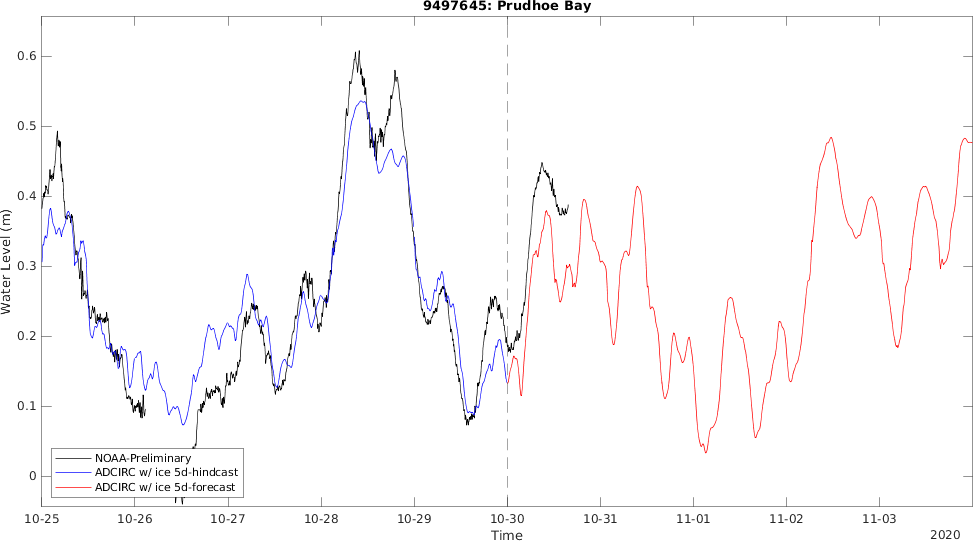 9497645: Prudhoe Bay
Water Level (m)
0.6
0.5
0.4
0.3
0.2
0.1
0
NOAA-Preliminary
ADCIRC w/ ice 5d-hindcast
ADCIRC w/ ice 5d-forecast
10-25 10-26 10-27 10-28 10-29 10-30 10-31 11-01 11-02 11-03
Time
2020